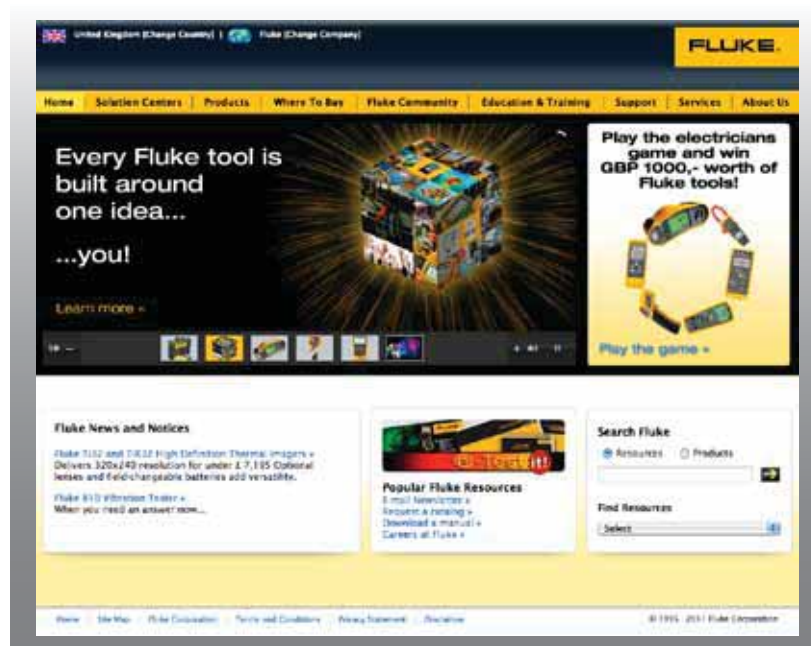 United Kingdom (Change Country) | Fluke (Change Company)
FLUKE.
Home | Solution Centers | Products | Where To Buy | Fluke Community | Education & Training | Support | Services | About Us
Every Fluke tool is
built around
one idea...
...you!
Learn more »
Play the electricians
game and win
GBP 1000,- worth of
Fluke tools!
Play the game »
Fluke News and Notices
Fluke Ti32 and TiR32 High Definition Thermal Imagers »
Delivers 320x240 resolution for under £ 7,195 Optional
lenses and field-changeable batteries add versatility.
Fluke 810 Vibration Tester »
When you need an answer now...
Popular Fluke Resources
E-mail Newsletter »
Request a catalog »
Download a manual »
Careers at Fluke »
Search Fluke
Resources Products
Find Resources
Select
Home Site Map Fluke Corporation Terms and Conditions Privacy Statement Disclaimer
© 1995 - 2011 Fluke Corporation